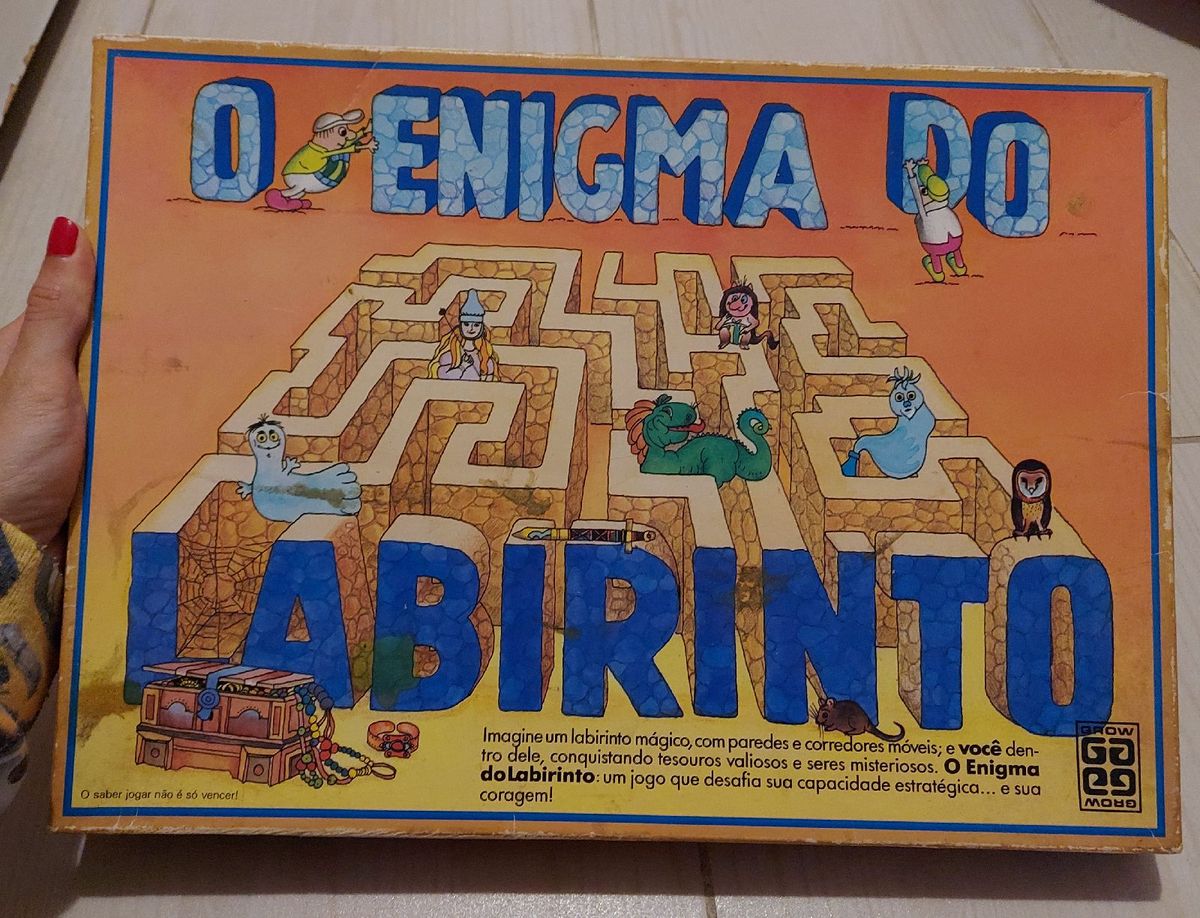 O ENIGMA DO
LABIRINTO
Imagine um labirinto mágico, com paredes e corredores móveis; e você den-
tro dele, conquistando tesouros valiosos e seres misteriosos. O Enigma
do Labirinto: um jogo que desafia sua capacidade estratégica... e sua
coragem!
O saber jogar não é só vencer!
GROW
GROW